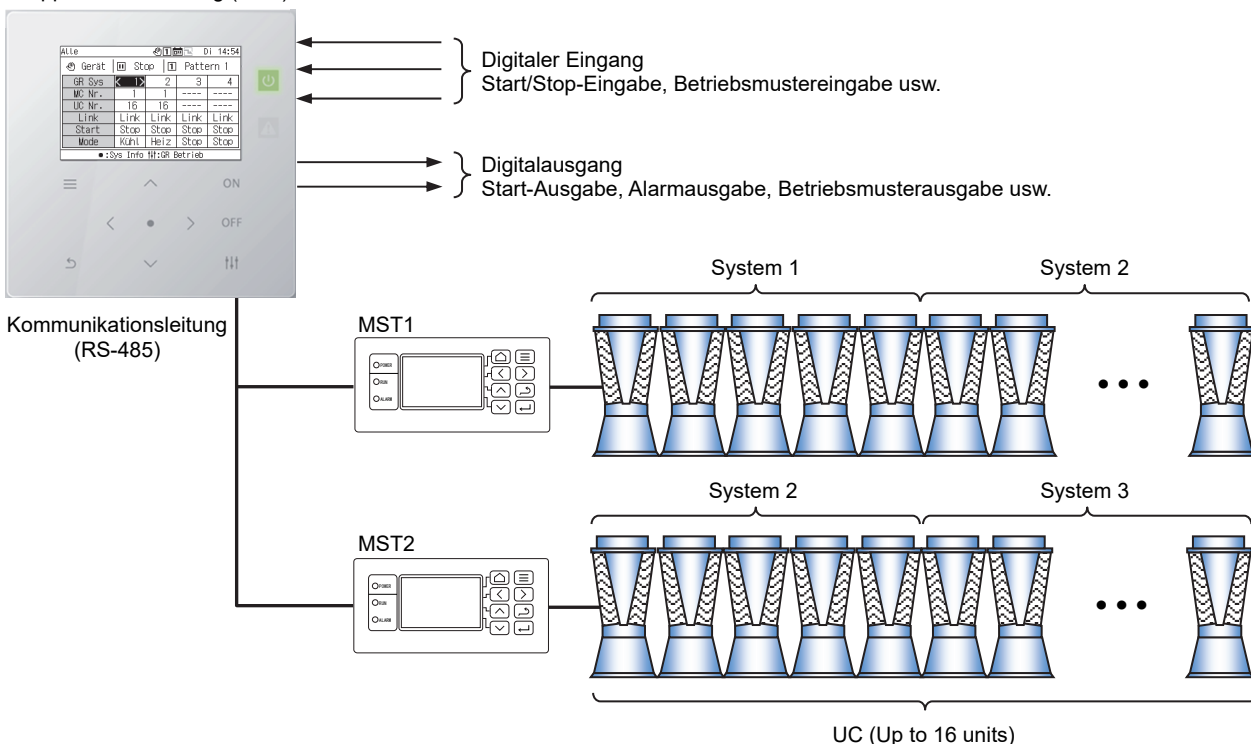 Alle 1 Di 14:54
Gerät Stop 1 Pattern 1
GR Sys 1 2 3 4
MC Nr. 1 1 ---- ----
UC Nr. 16 16 ---- ----
Link Link Link Link Link
Start Stop Stop Stop Stop
Mode Kühl Heiz Stop Stop
●:Sys Info :GR Betrieb
ON
OFF
Digitaler Eingang
Start/Stop-Eingabe, Betriebsmustereingabe usw.
Digitalausgang
Start-Ausgabe, Alarmausgabe, Betriebsmusterausgabe usw.
Kommunikationsleitung
(RS-485)
System 1 System 2
MST1
POWER
RUN
ALARM
System 2 System 3
MST2
POWER
RUN
ALARM
UC (Up to 16 units)